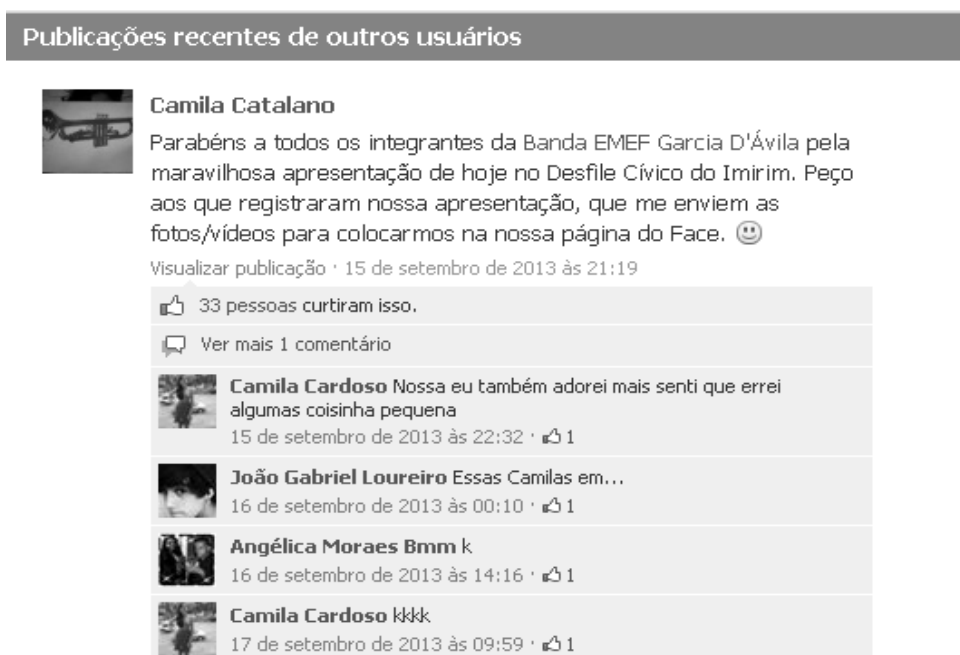 Publicações recentes de outros usuários
Camila Catalano
Parabéns a todos os integrantes da Banda EMEF Garcia D'Ávila pela
maravilhosa apresentação de hoje no Desfile Cívico do Imirim. Peço
aos que registraram nossa apresentação, que me enviem as
fotos/vídeos para colocarmos na nossa página do Face.
Visualizar publicação · 15 de setembro de 2013 às 21:19
33 pessoas curtiram isso.
Ver mais 1 comentário
Camila Cardoso Nossa eu também adorei mais senti que errei
algumas coisinha pequena
15 de setembro de 2013 às 22:32 · 1
João Gabriel Loureiro Essas Camilas em...
16 de setembro de 2013 às 00:10 · 1
Angélica Moraes Bmm k
16 de setembro de 2013 às 14:16 · 1
Camila Cardoso kkkk
17 de setembro de 2013 às 09:59 · 1